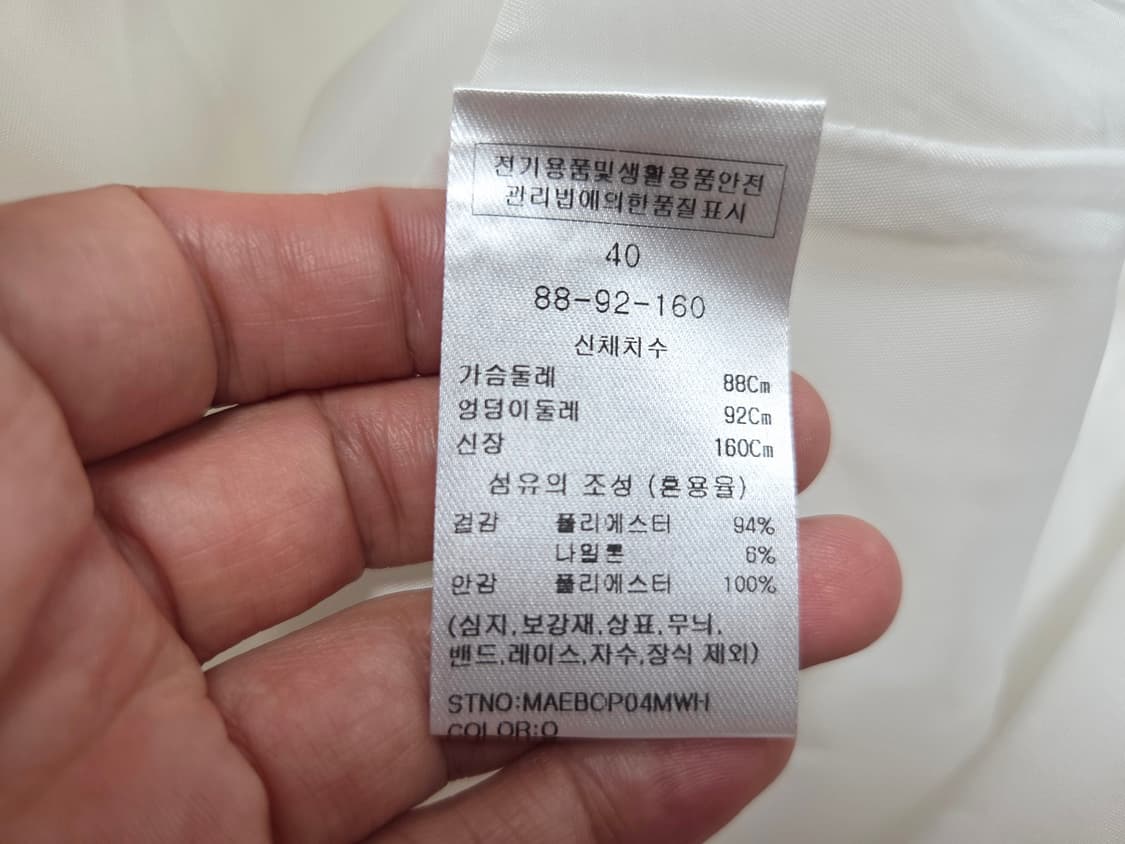 전기용품및생활용품안전
관리법에의한품질표시
40
88-92-160
신체치수
가슴둘레 88Cm
엉덩이둘레 92Cm
신장 160Cm
섬유의 조성 (혼용율)
겉감 폴리에스터 94%
나일론 6%
안감 폴리에스터 100%
(심지,보강재,상표,무늬,
밴드,레이스,자수,장식 제외)
STNO:MAEBOP04MWH
COLOR:O